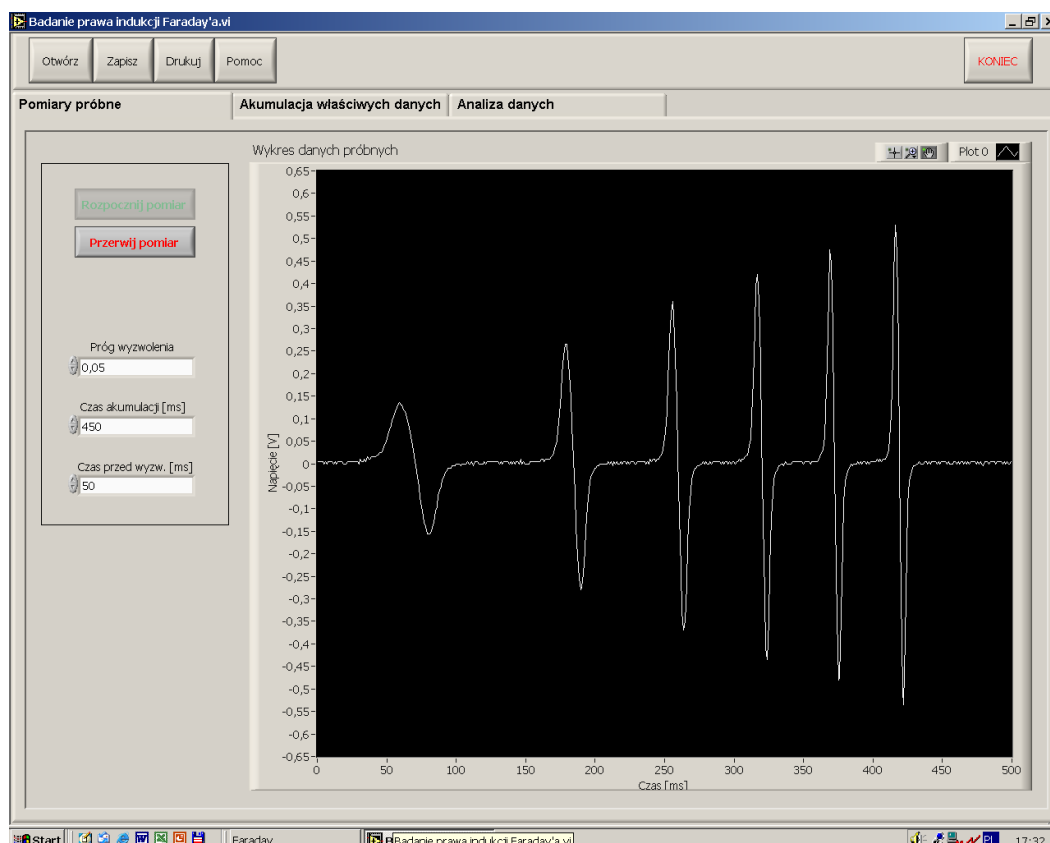 Badanie prawa indukcji Faraday'a.vi
Otwórz Zapisz Drukuj Pomoc KONIEC
Pomiary próbne Akumulacja właściwych danych Analiza danych
Wykres danych próbnych
Plot 0
Rozpocznij pomiar
Przerwij pomiar
Próg wyzwolenia
0,05
Czas akumulacji [ms]
450
Czas przed wyzw. [ms]
50
Napięcie [V]
0,65
0,6
0,55
0,5
0,45
0,4
0,35
0,3
0,25
0,2
0,15
0,1
0,05
0
-0,05
-0,1
-0,15
-0,2
-0,25
-0,3
-0,35
-0,4
-0,45
-0,5
-0,55
-0,6
-0,65
0 50 100 150 200 250 300 350 400 450 500
Czas [ms]
Start Faraday Badanie prawa indukcji Faraday'a.vi PL 17:32